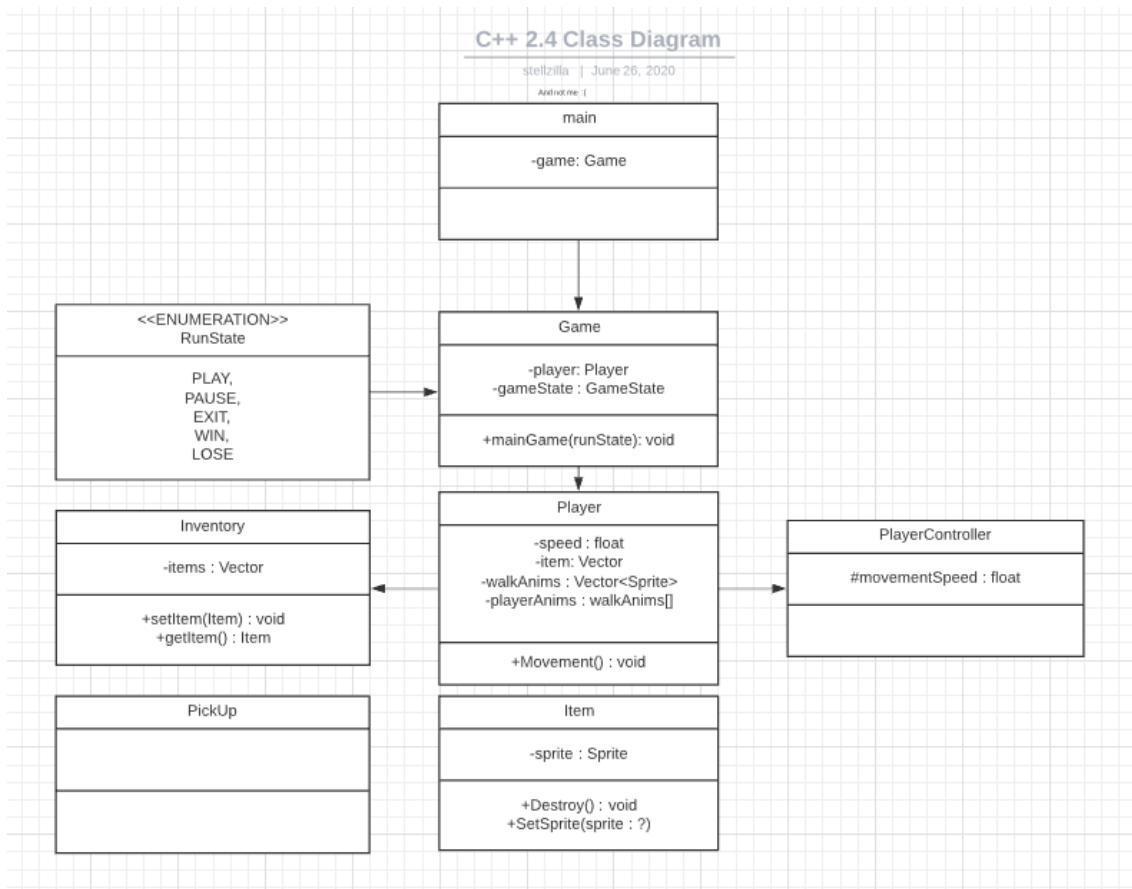 C++ 2.4 Class Diagram
stellzilla | June 26, 2020
And not me :(
main
-game: Game
<<ENUMERATION>>
RunState
PLAY,
PAUSE,
EXIT,
WIN,
LOSE
Game
-player: Player
-gameState : GameState
+mainGame(runState): void
Inventory
-items : Vector
+setItem(Item) : void
+getItem() : Item
Player
-speed : float
-item: Vector
-walkAnims : Vector<Sprite>
-playerAnims : walkAnims[]
+Movement() : void
PlayerController
#movementSpeed : float
PickUp
Item
-sprite : Sprite
+Destroy() : void
+SetSprite(sprite : ?)